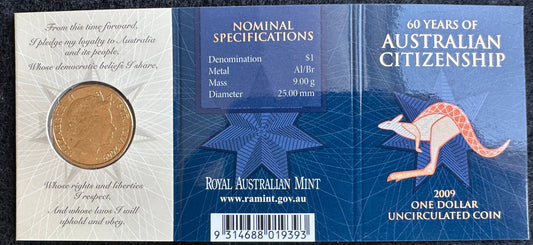 From this time forward,
I pledge my loyalty to Australia
and its people,
Whose democratic beliefs I share,
Whose rights and liberties
I respect,
And whose laws I will
uphold and obey.
NOMINAL
SPECIFICATIONS
Denomination $1
Metal Al/Br
Mass 9.00 g
Diameter 25.00 mm
ROYAL AUSTRALIAN MINT
www.ramint.gov.au
9 314688 019393
60 YEARS OF
AUSTRALIAN
CITIZENSHIP
2009
ONE DOLLAR
UNCIRCULATED COIN